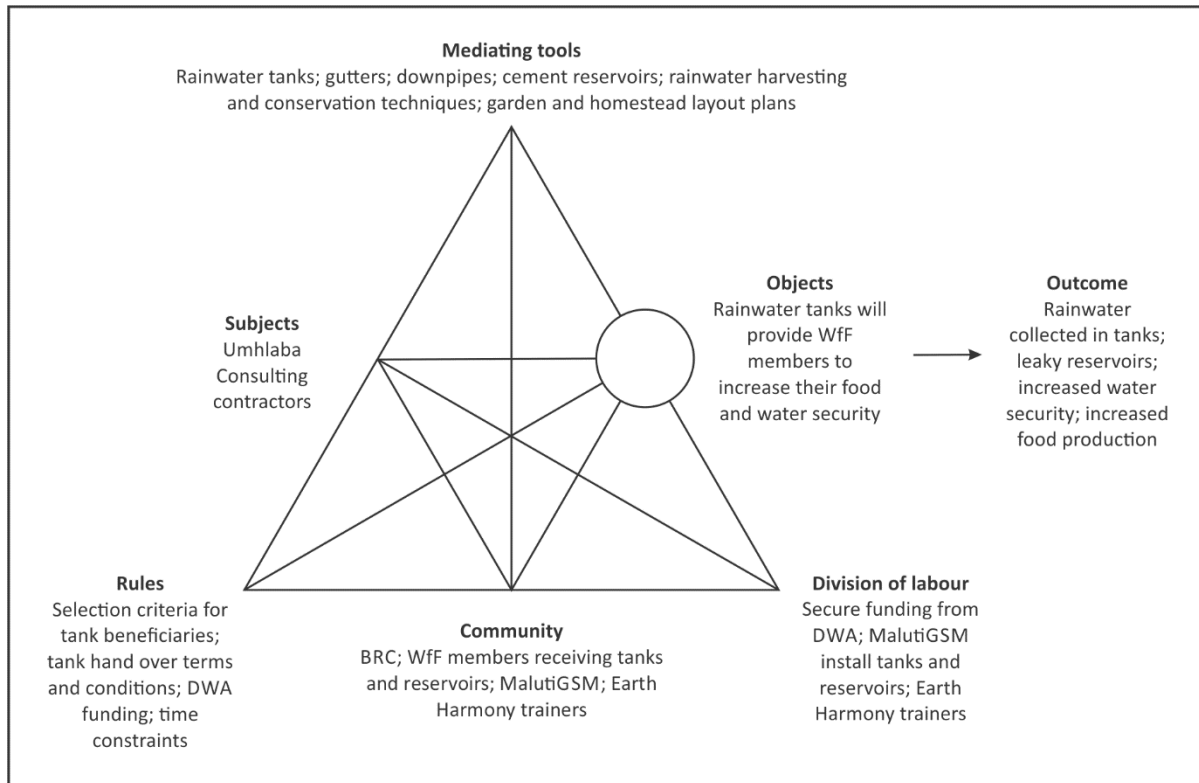 Mediating tools
Rainwater tanks; gutters; downpipes; cement reservoirs; rainwater harvesting
and conservation techniques; garden and homestead layout plans
Subjects
Umhlaba
Consulting
contractors
Objects
Rainwater tanks will
provide WfF
members to
increase their food
and water security
Outcome
Rainwater
collected in tanks;
leaky reservoirs;
increased water
security; increased
food production
Rules
Selection criteria for
tank beneficiaries;
tank hand over terms
and conditions; DWA
funding; time
constraints
Community
BRC; WfF members receiving tanks
and reservoirs; MalutiGSM; Earth
Harmony trainers
Division of labour
Secure funding from
DWA; MalutiGSM
install tanks and
reservoirs; Earth
Harmony trainers